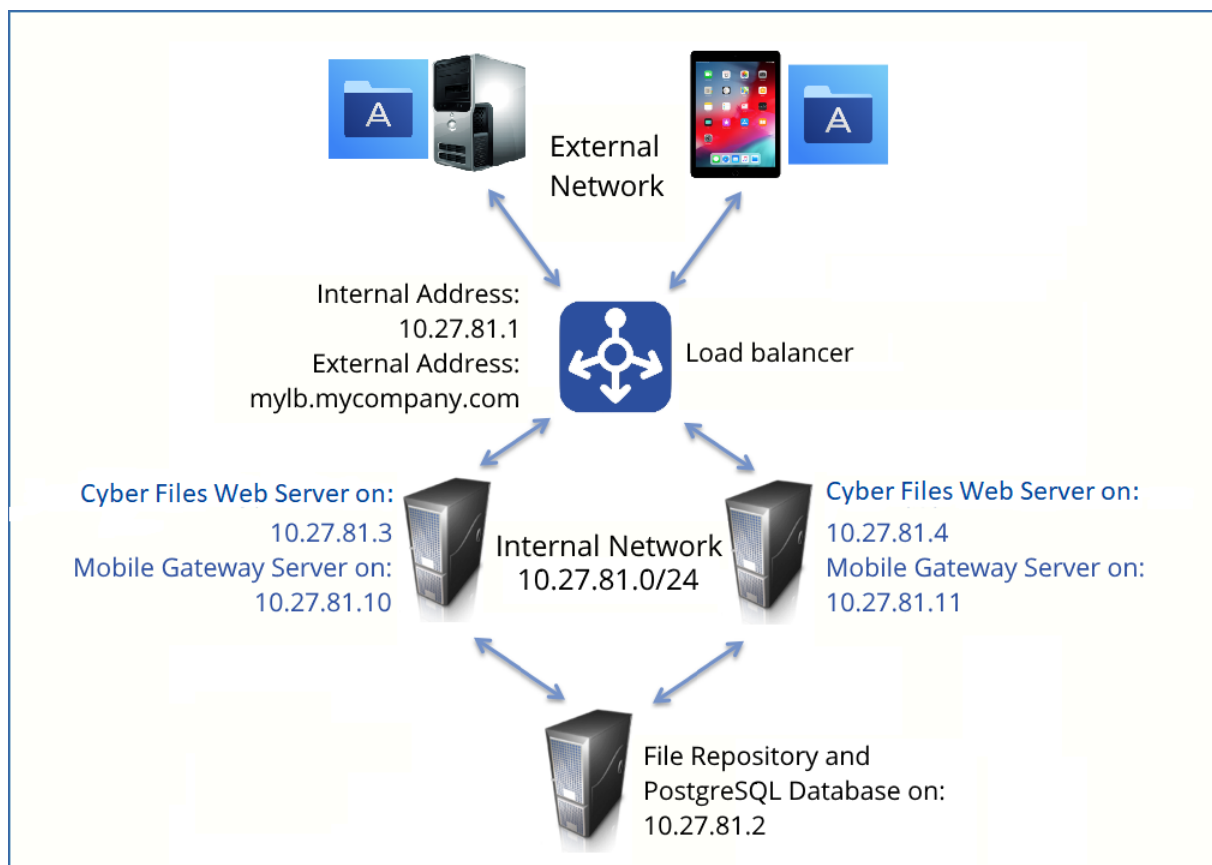 External
Network
Internal Address:
10.27.81.1
External Address:
mylb.mycompany.com
Load balancer
Cyber Files Web Server on:
10.27.81.3
Mobile Gateway Server on:
10.27.81.10
Internal Network
10.27.81.0/24
Cyber Files Web Server on:
10.27.81.4
Mobile Gateway Server on:
10.27.81.11
File Repository and
PostgreSQL Database on:
10.27.81.2